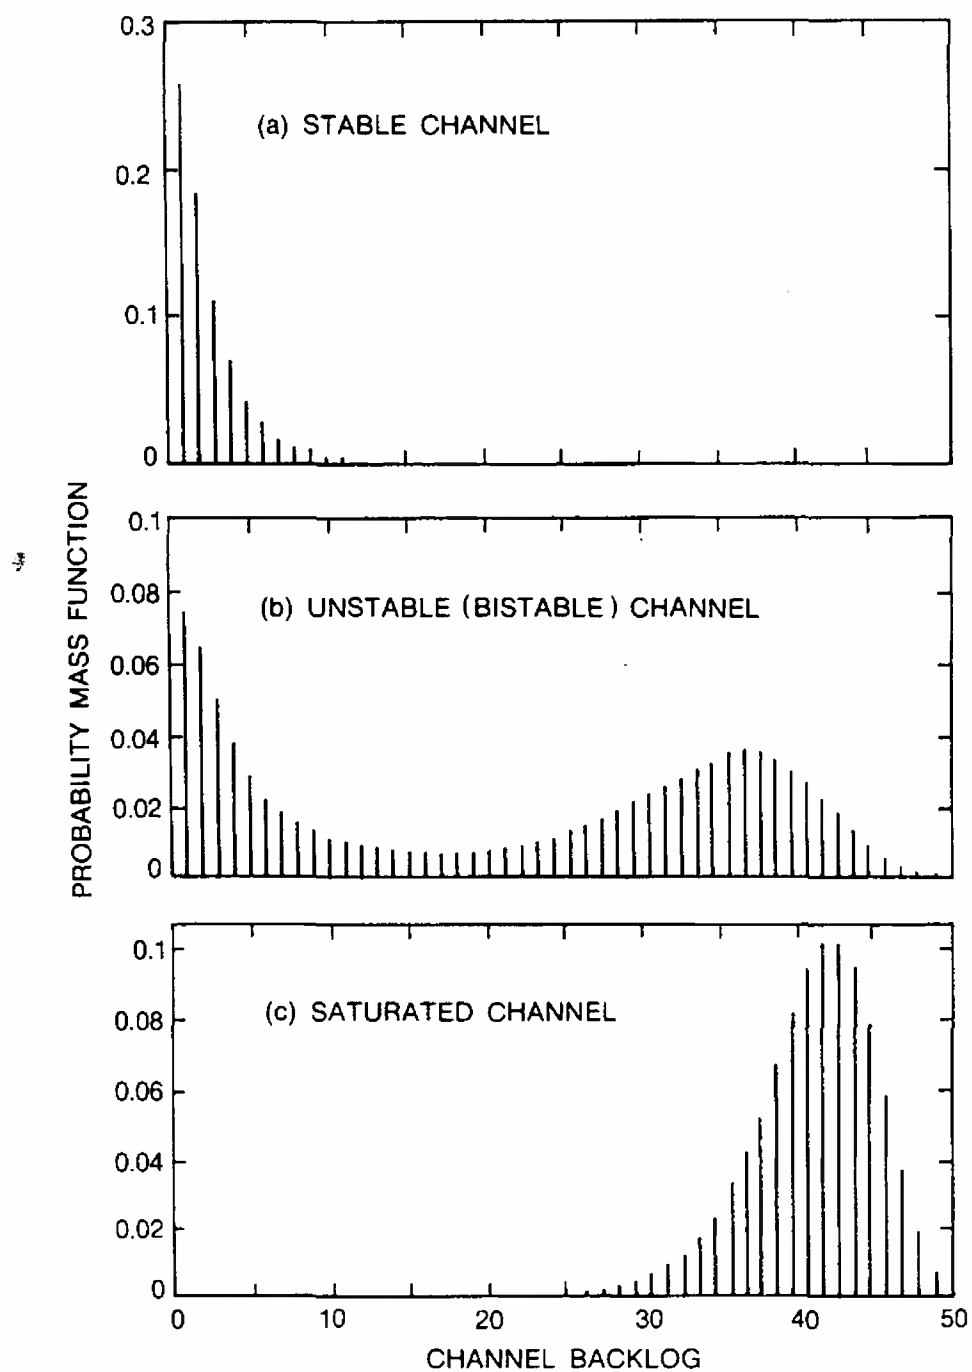 0.3
(a) STABLE CHANNEL
0.2
0.1
0
PROBABILITY MASS FUNCTION
0.1
0.08
(b) UNSTABLE (BISTABLE) CHANNEL
0.06
0.04
0.02
0
0.1
(c) SATURATED CHANNEL
0.08
0.06
0.04
0.02
0
0 10 20 30 40 50
CHANNEL BACKLOG